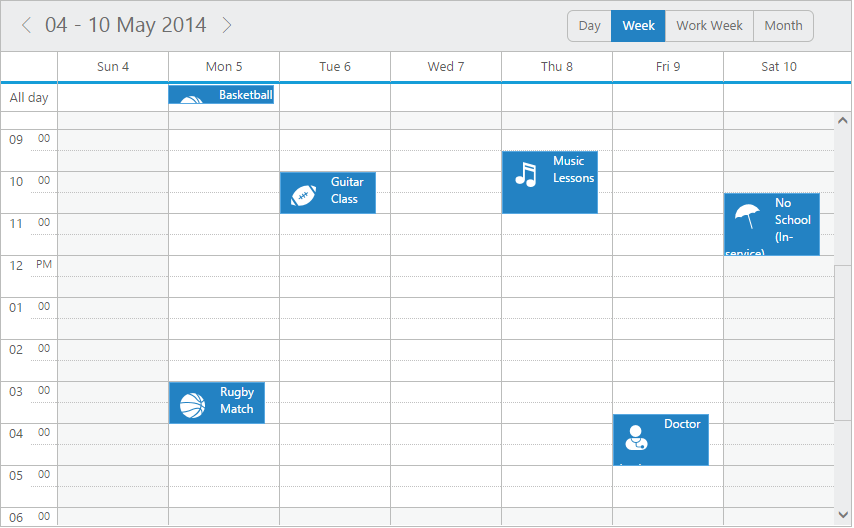 04 - 10 May 2014
Day Week Work Week Month
Sun 4 Mon 5 Tue 6 Wed 7 Thu 8 Fri 9 Sat 10
All day
Basketball
09 00
10 00
11 00
12 PM
01 00
02 00
03 00
04 00
05 00
06 00
Guitar
Class
Music
Lessons
No
School
(In-
service)
Rugby
Match
Doctor